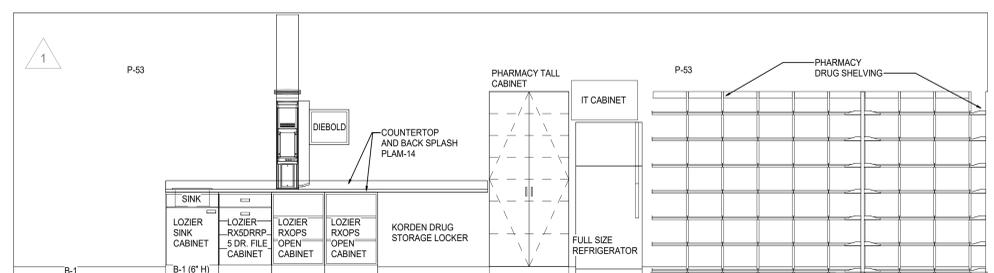 1
P-53
DIEBOLD
COUNTERTOP
AND BACK SPLASH
PLAM-14
PHARMACY TALL
CABINET
IT CABINET
P-53
PHARMACY
DRUG SHELVING
SINK
LOZIER
SINK
CABINET
LOZIER
RX5DRRP
5 DR. FILE
CABINET
LOZIER
RXOPS
OPEN
CABINET
LOZIER
RXOPS
OPEN
CABINET
KORDEN DRUG
STORAGE LOCKER
FULL SIZE
REFRIGERATOR
B-1
B-1 (6" H)